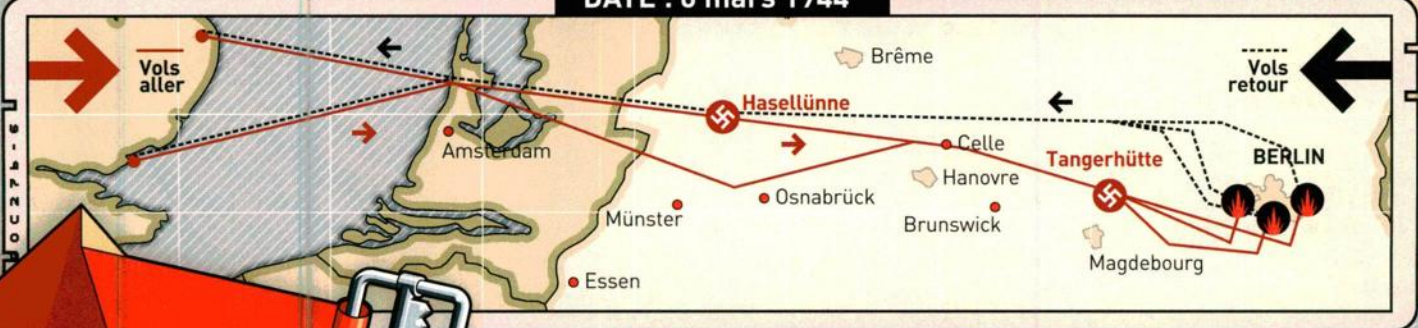 DATE : 6 mars 1944
Vols
aller
Brême
Vols
retour
Hasellünne
Amsterdam
Celle
Tangerhütte
BERLIN
Hanovre
Osnabrück
Münster
Brunswick
Magdebourg
Essen